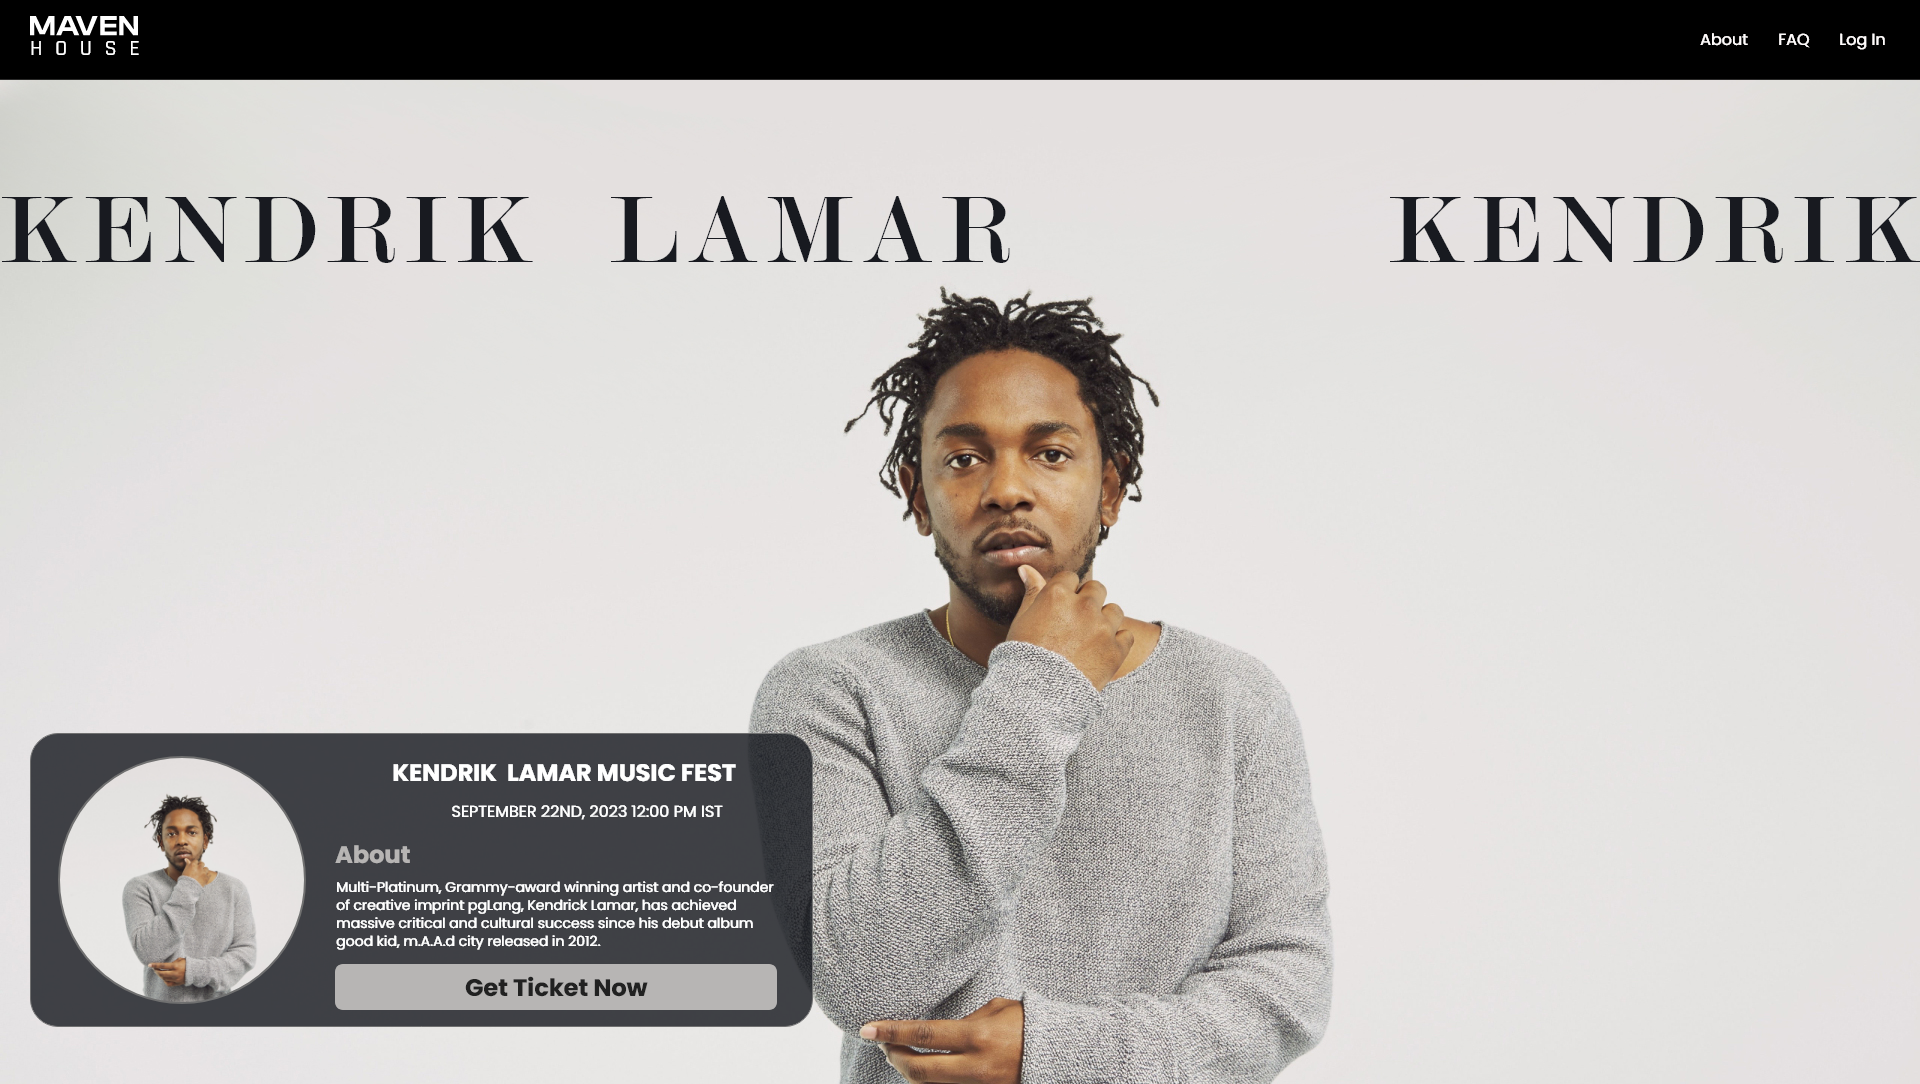 MAVEN
HOUSE
About FAQ Log In
KENDRIK LAMAR KENDRIK
KENDRIK LAMAR MUSIC FEST
SEPTEMBER 22ND, 2023 12:00 PM IST
About
Multi-Platinum, Grammy-award winning artist and co-founder
of creative imprint pgLang, Kendrick Lamar, has achieved
massive critical and cultural success since his debut album
good kid, m.A.A.d city released in 2012.
Get Ticket Now